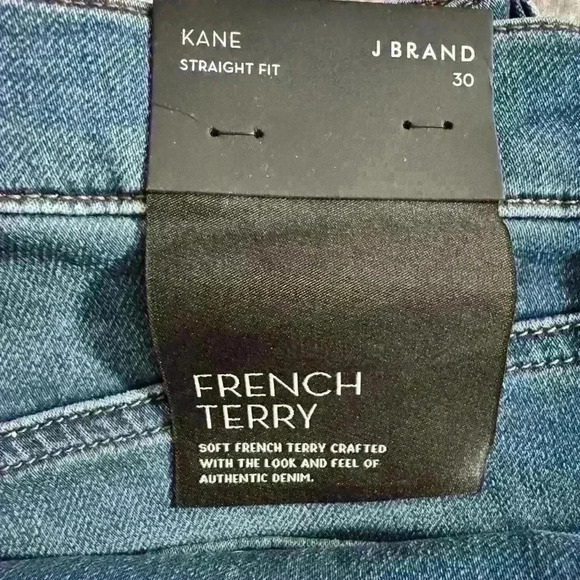 KANE
J BRAND
STRAIGHT FIT
30
FRENCH
TERRY
SOFT FRENCH TERRY CRAFTED
WITH THE LOOK AND FEEL OF
AUTHENTIC DENIM.